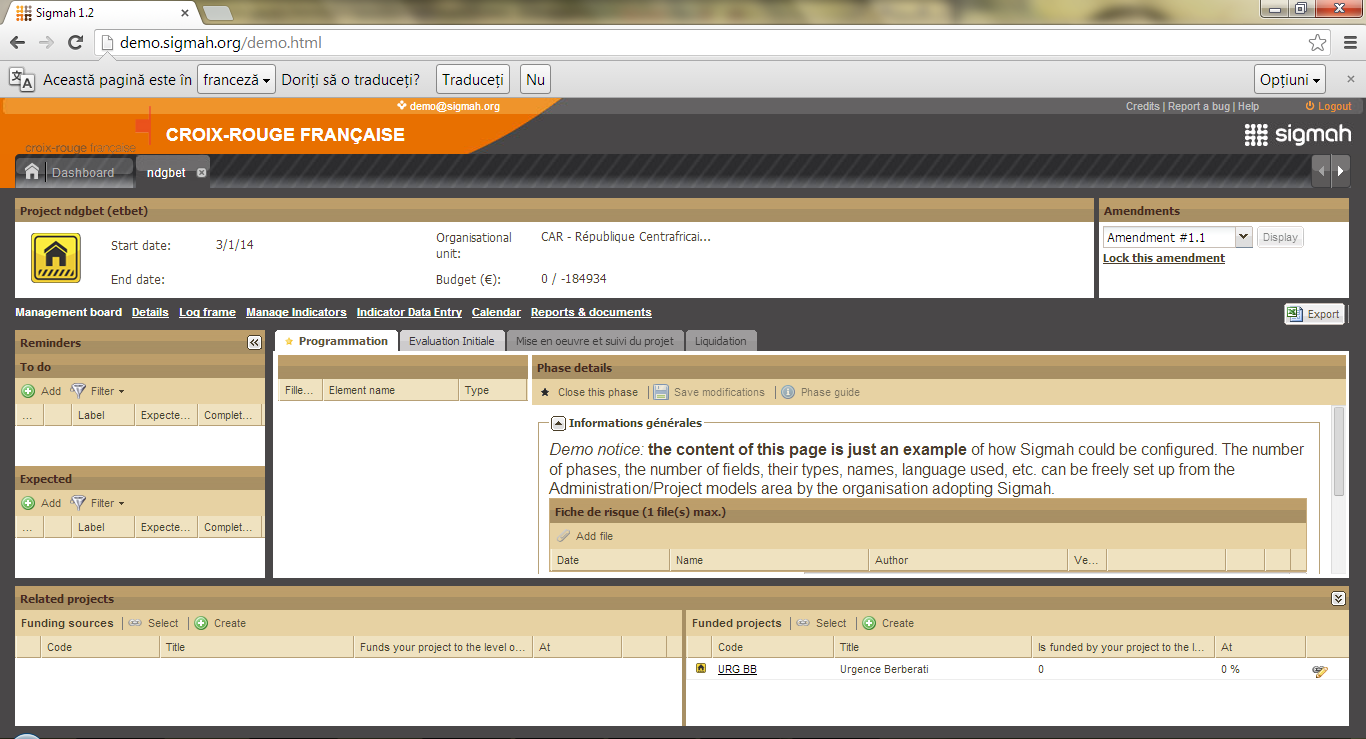 Sigmah 1.2
demo.sigmah.org/demo.html
Această pagină este în franceză Doriți să o traduceți? Traduceți Nu Opțiuni
demo@sigmah.org Credits | Report a bug | Help Logout
CROIX-ROUGE FRANÇAISE
croix-rouge française
sigmah
Dashboard ndgbet
Project ndgbet (etbet)
Start date: 3/1/14
Organisational unit: CAR - République Centrafricai...
End date:
Budget (€): 0 / -184934
Amendments
Amendment #1.1 Display
Lock this amendment
Management board Details Log frame Manage Indicators Indicator Data Entry Calendar Reports & documents
Export
Reminders
To do
Add Filter
... Label Expecte... Complet...
Expected
Add Filter
... Label Expecte... Complet...
Programmation Evaluation Initiale Mise en oeuvre et suivi du projet Liquidation
Fille... Element name Type
Phase details
Close this phase Save modifications Phase guide
Informations générales
Demo notice: the content of this page is just an example of how Sigmah could be configured. The number
of phases, the number of fields, their types, names, language used, etc. can be freely set up from the
Administration/Project models area by the organisation adopting Sigmah.
Fiche de risque (1 file(s) max.)
Add file
Date Name Author Ve...
Related projects
Funding sources Select Create
Code Title Funds your project to the level o... At
Funded projects Select Create
Code Title Is funded by your project to the l... At
URG BB Urgence Berberati 0 0 %